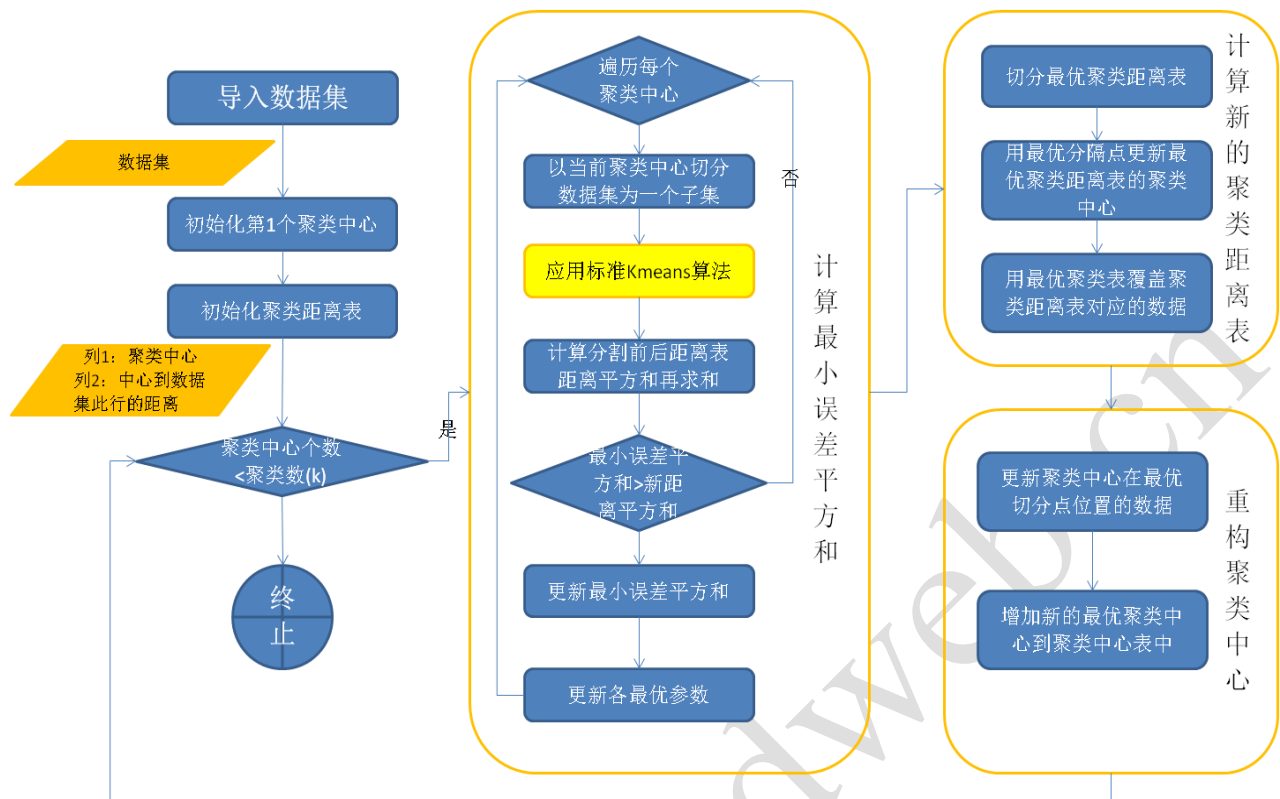 导入数据集
数据集
初始化第1个聚类中心
初始化聚类距离表
列1：聚类中心
列2：中心到数据
集此行的距离
聚类中心个数
<聚类数(k)
是
终
止
遍历每个
聚类中心
以当前聚类中心切分
数据集为一个子集
否
应用标准Kmeans算法
计算分割前后距离表
距离平方和再求和
最小误差平
方和>新距
离平方和
更新最小误差平方和
更新各最优参数
计算最小误差平方和
切分最优聚类距离表
用最优分隔点更新最
优聚类距离表的聚类
中心
用最优聚类表覆盖聚
类距离表对应的数据
计算新的聚类距离表
更新聚类中心在最优
切分点位置的数据
增加新的最优聚类中
心到聚类中心表中
重构聚类中心
dweb.cn